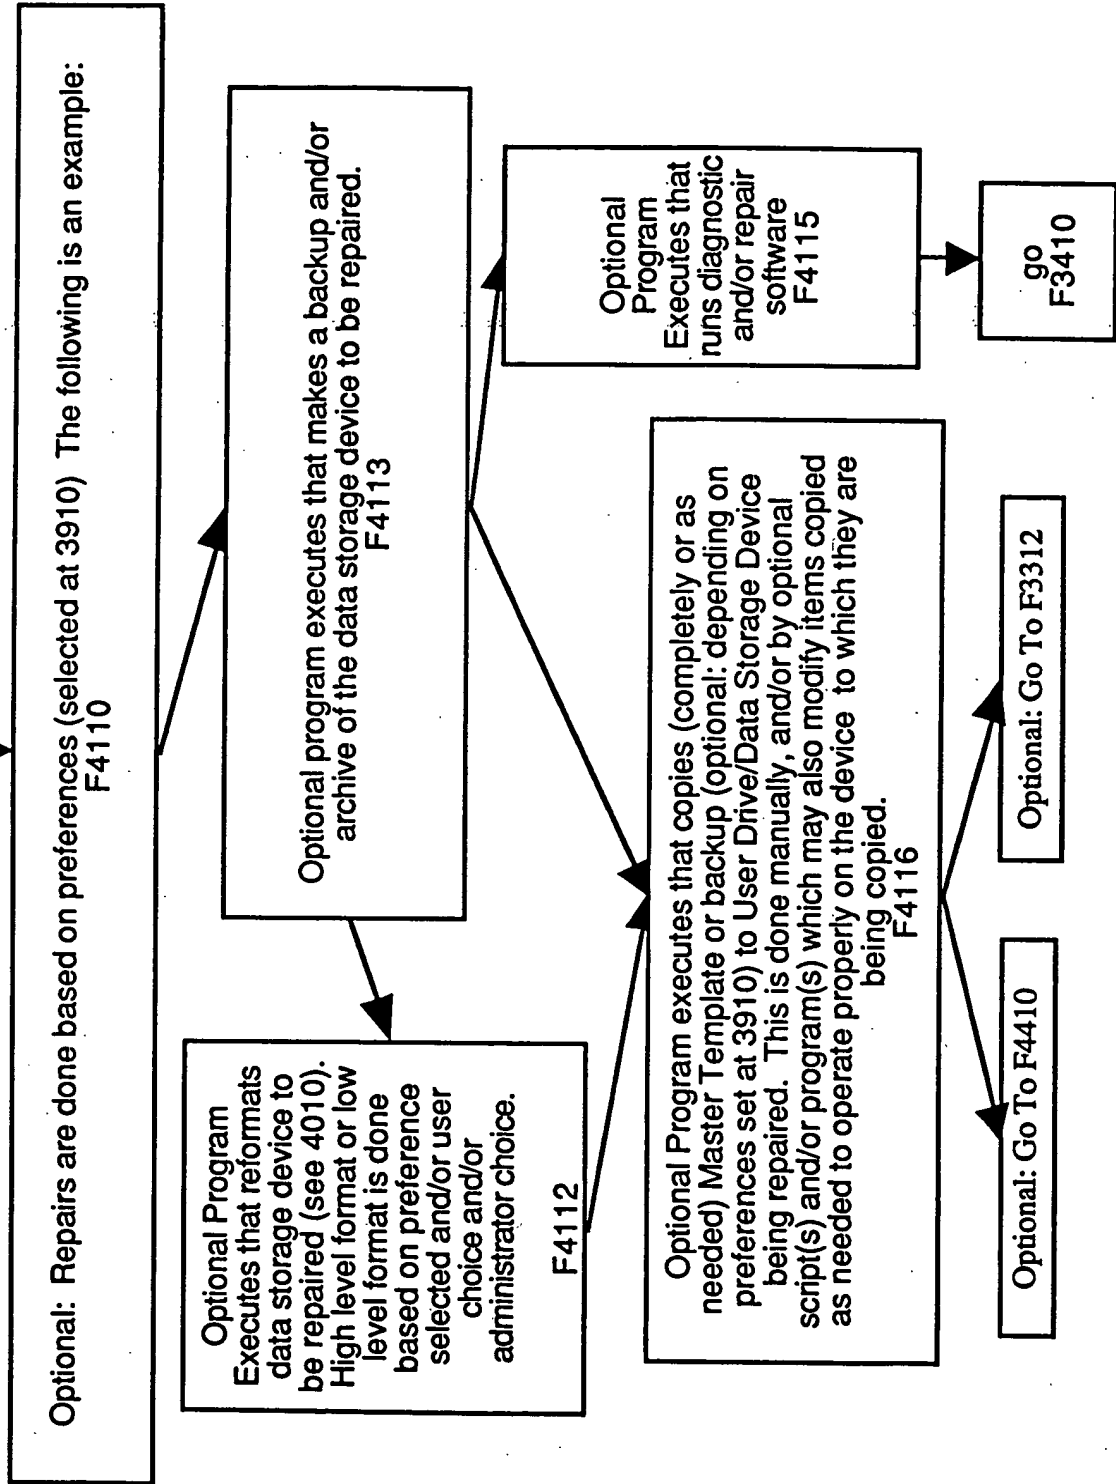 Optional: Repairs are done based on preferences (selected at 3910) The following is an example:
F4110
Optional program executes that makes a backup and/or
archive of the data storage device to be repaired.
F4113
Optional Program
Executes that reformats
data storage device to
be repaired (see 4010).
High level format or low
level format is done
based on preference
selected and/or user
choice and/or
administrator choice.
F4112
Optional
Program
Executes that
runs diagnostic
and/or repair
software
F4115
Optional Program executes that copies (completely or as
needed) Master Template or backup (optional: depending on
preferences set at 3910) to User Drive/Data Storage Device
being repaired. This is done manually, and/or by optional
script(s) and/or program(s) which may also modify items copied
as needed to operate properly on the device to which they are
being copied.
F4116
go
F3410
Optional: Go To F4410
Optional: Go To F3312